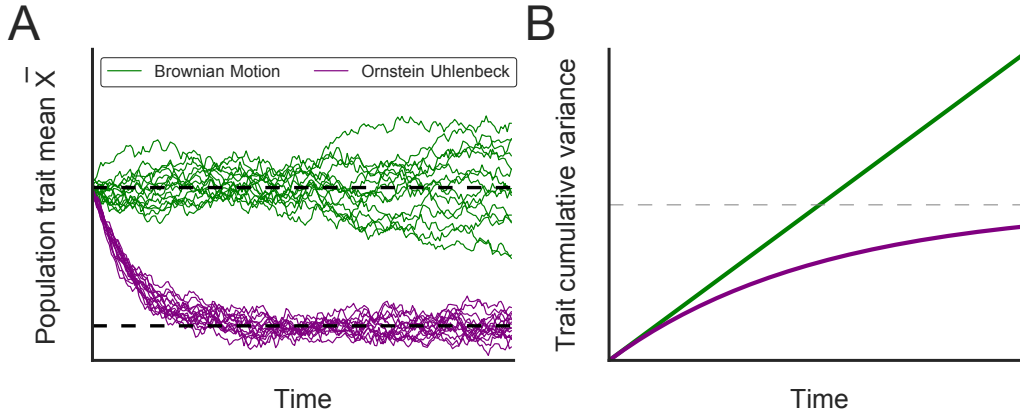 A
Population trait mean X̄
Brownian Motion
Ornstein Uhlenbeck
Time
B
Trait cumulative variance
Time